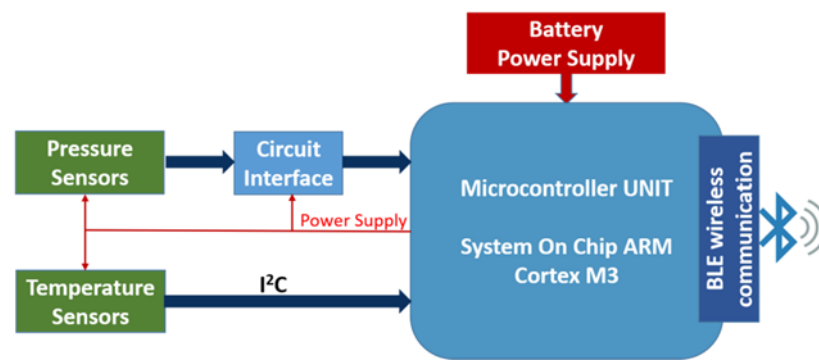 Battery
Power Supply
Pressure
Sensors
Circuit
Interface
Microcontroller UNIT
System On Chip ARM
Cortex M3
BLE wireless
communication
Power Supply
Temperature
Sensors
I²C